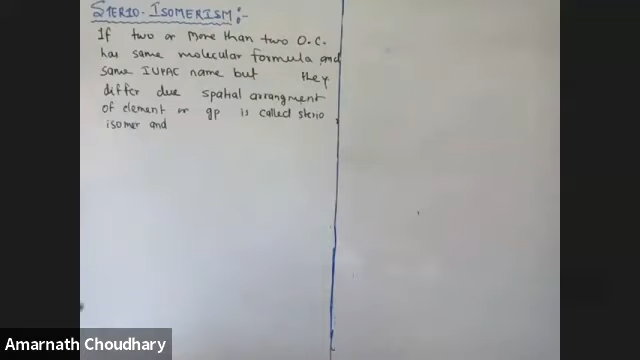 STERIO-ISOMERISM:-
If two or more than two O.C.
has same molecular formula and
same IUPAC name but they
differ due spatial arrangment
of element or gp is called sterio
isomer and
Amarnath Choudhary